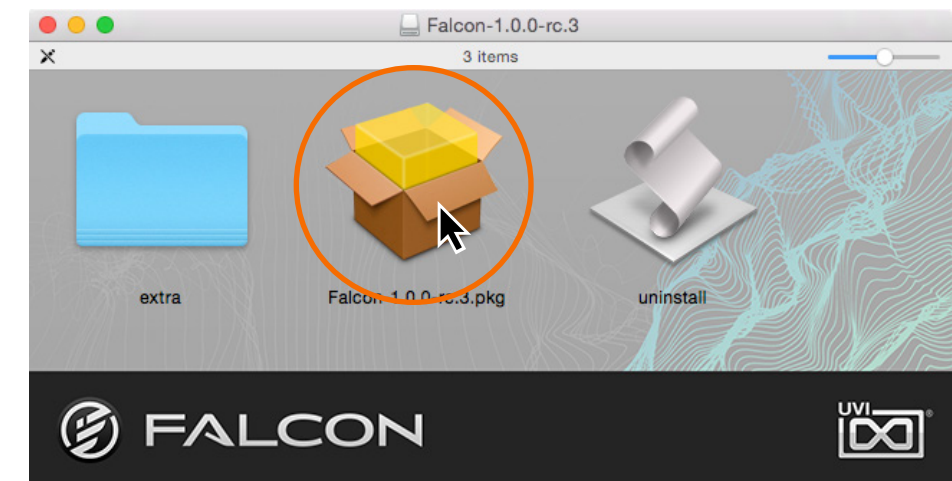 Falcon-1.0.0-rc.3
3 items
extra
Falcon-1.0.0-rc.3.pkg
uninstall
FALCON
UVI
®